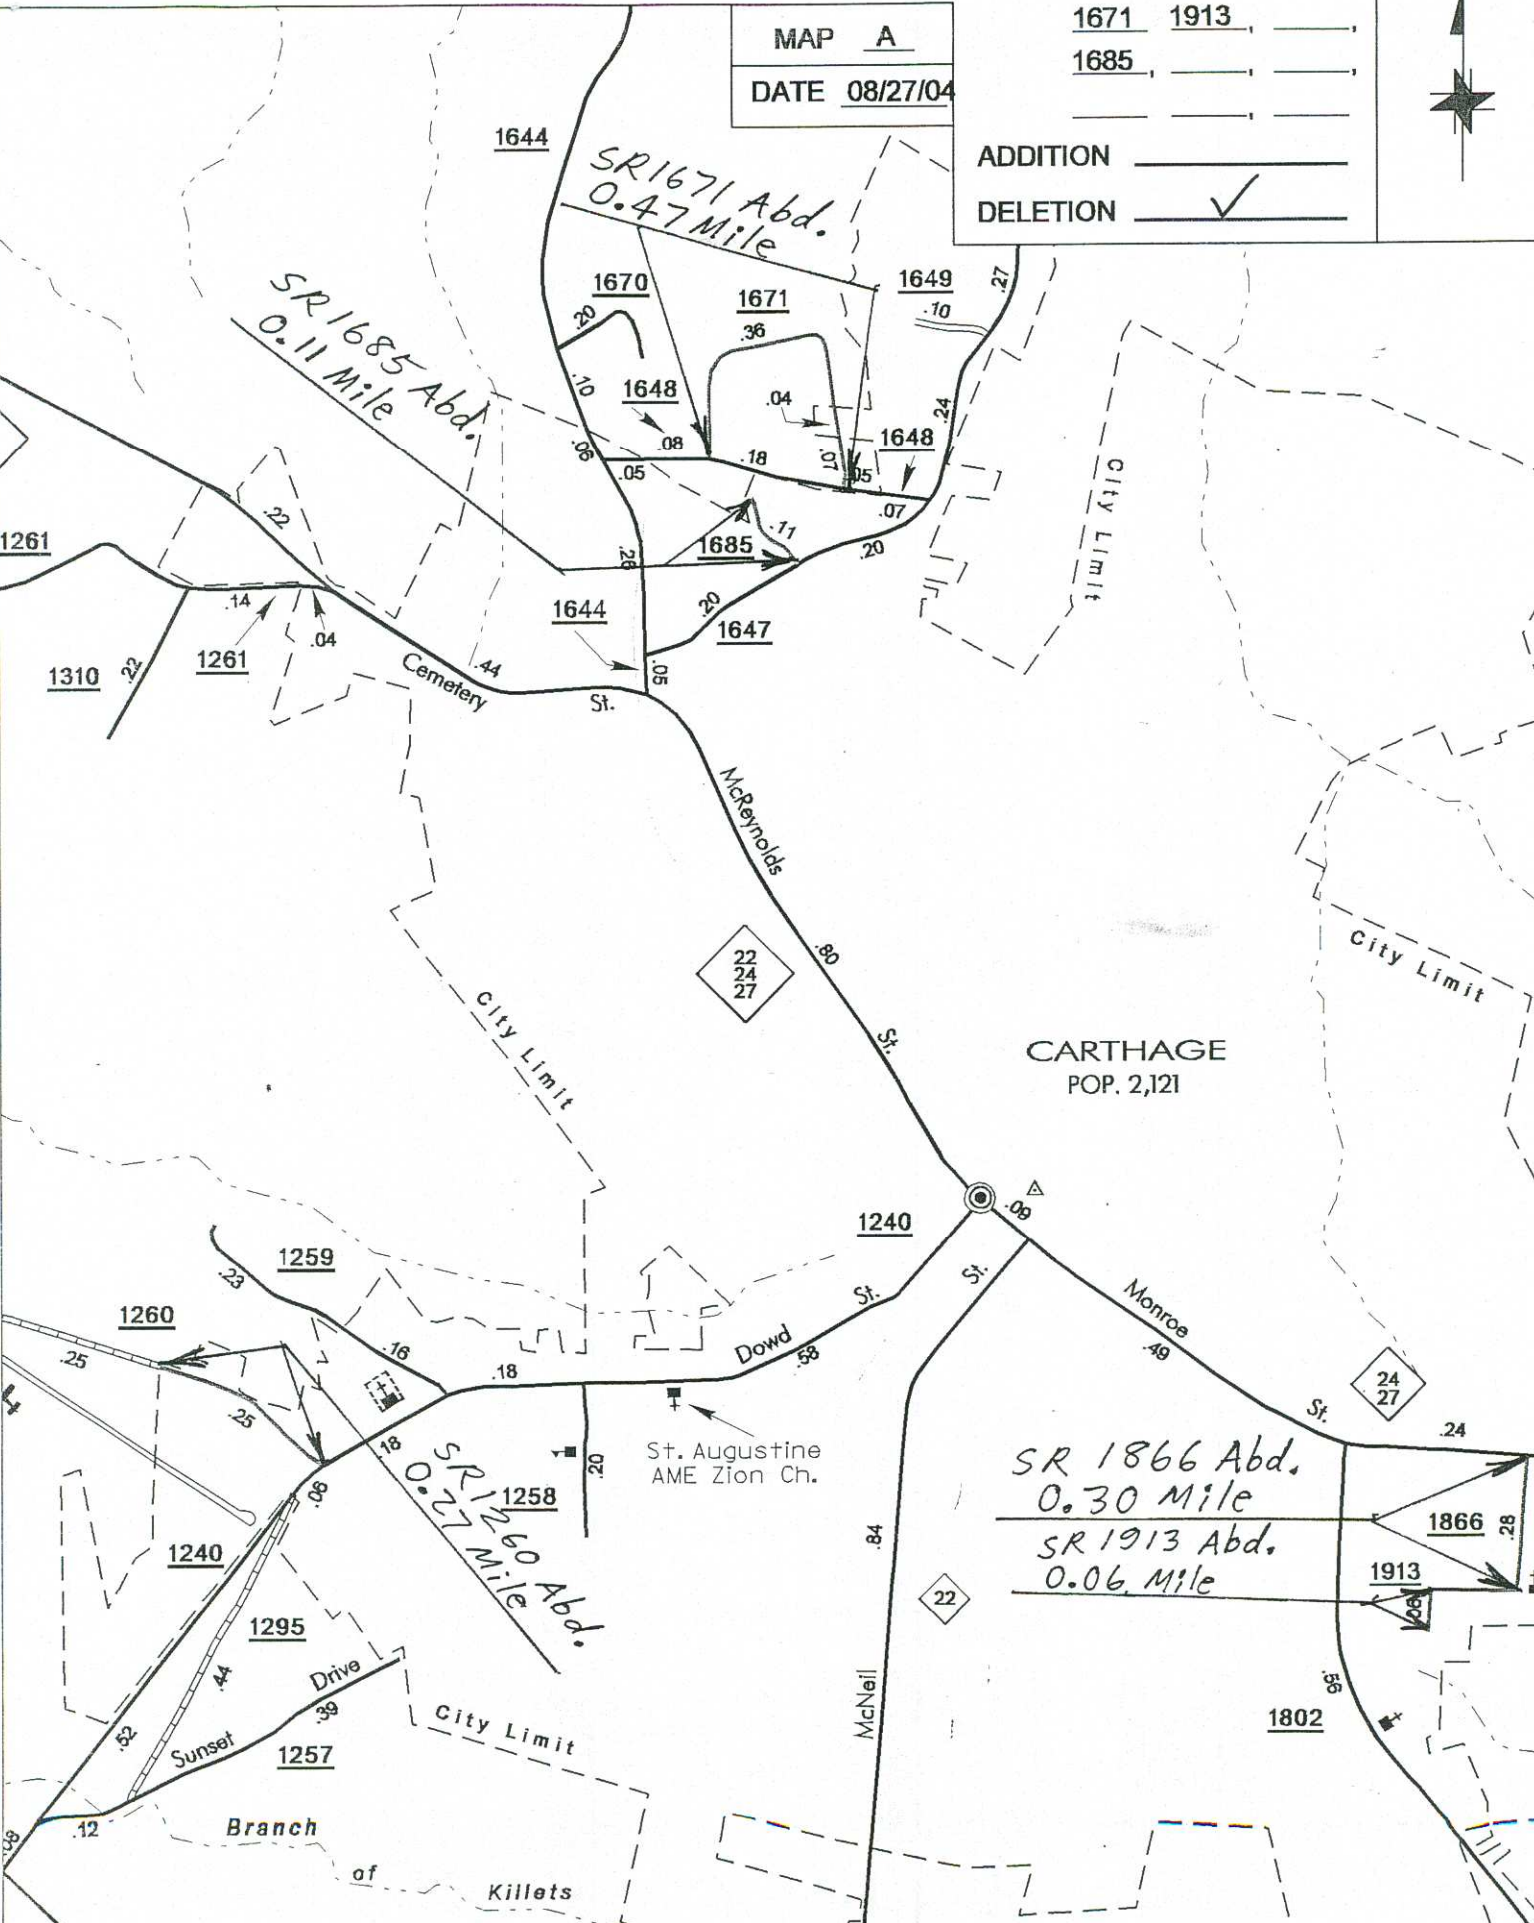 MAP A
DATE 08/27/04
1671 1913,
1685,
ADDITION
DELETION ✓
1644
SR1671 Abd.
0.47 Mile
SR1685 Abd.
0.11 Mile
1670
.20
1671
.36
1649
.10
.27
.10
1648
.08
.04
.24
1648
.06
.05
.18
.07
.05
.07
.22
1261
.11
1685
.20
.26
City Limit
.14
.04
1261
1644
.20
1647
.05
1310
.22
Cemetery
.44
St.
McReynolds
.80
St.
22
24
27
City Limit
City Limit
CARTHAGE
POP. 2,121
1240
.09
1259
.23
1260
.25
.16
.25
.18
Dowd
St.
.58
St.
Monroe
.49
St.
24
27
.24
St. Augustine
AME Zion Ch.
.18
.06
SR1260 Abd.
0.27 Mile
1258
.20
SR 1866 Abd.
0.30 Mile
1866
.28
SR 1913 Abd.
0.06 Mile
1913
.06
.84
22
1240
1295
.44
.52
Drive
.39
Sunset
1257
City Limit
McNeil
.56
1802
.12
.08
Branch
of
Killets